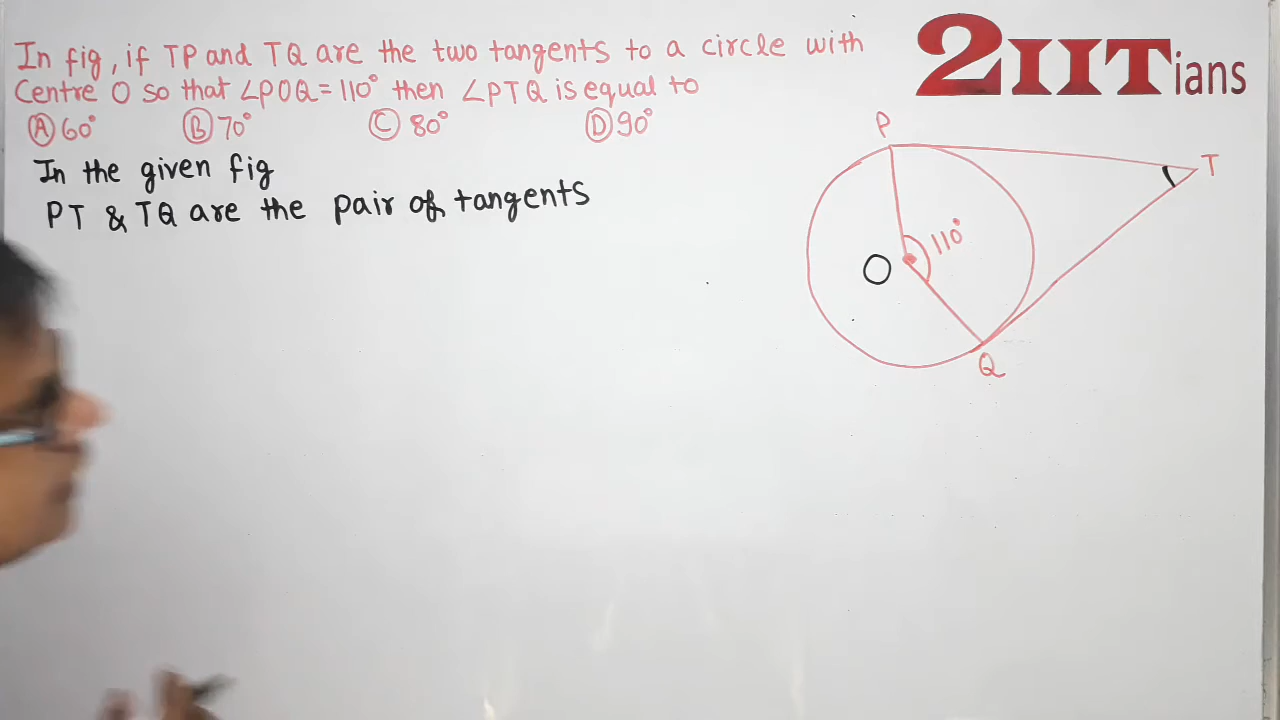 In fig, if TP and TQ are the two tangents to a circle with
Centre O so that ∠POQ = 110° then ∠PTQ is equal to
Ⓐ 60° Ⓑ 70° Ⓒ 80° Ⓓ 90°
In the given fig
PT & TQ are the pair of tangents
2IITians
P
T
110°
O
Q